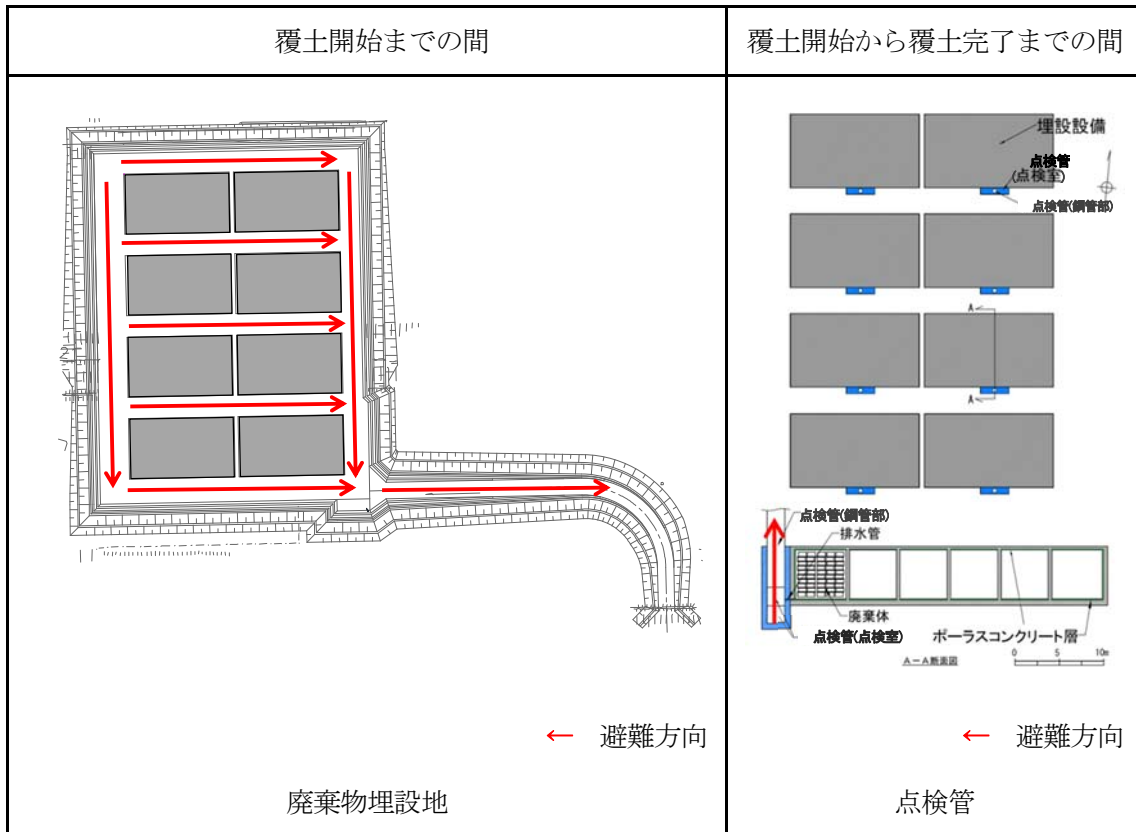 覆土開始までの間
覆土開始から覆土完了までの間
埋設設備
点検管
(点検室)
点検管(鋼管部)
A
A
点検管(鋼管部)
排水管
廃棄体
点検管(点検室)
ポーラスコンクリート層
A-A断面図
0 5 10m
← 避難方向
← 避難方向
廃棄物埋設地
点検管